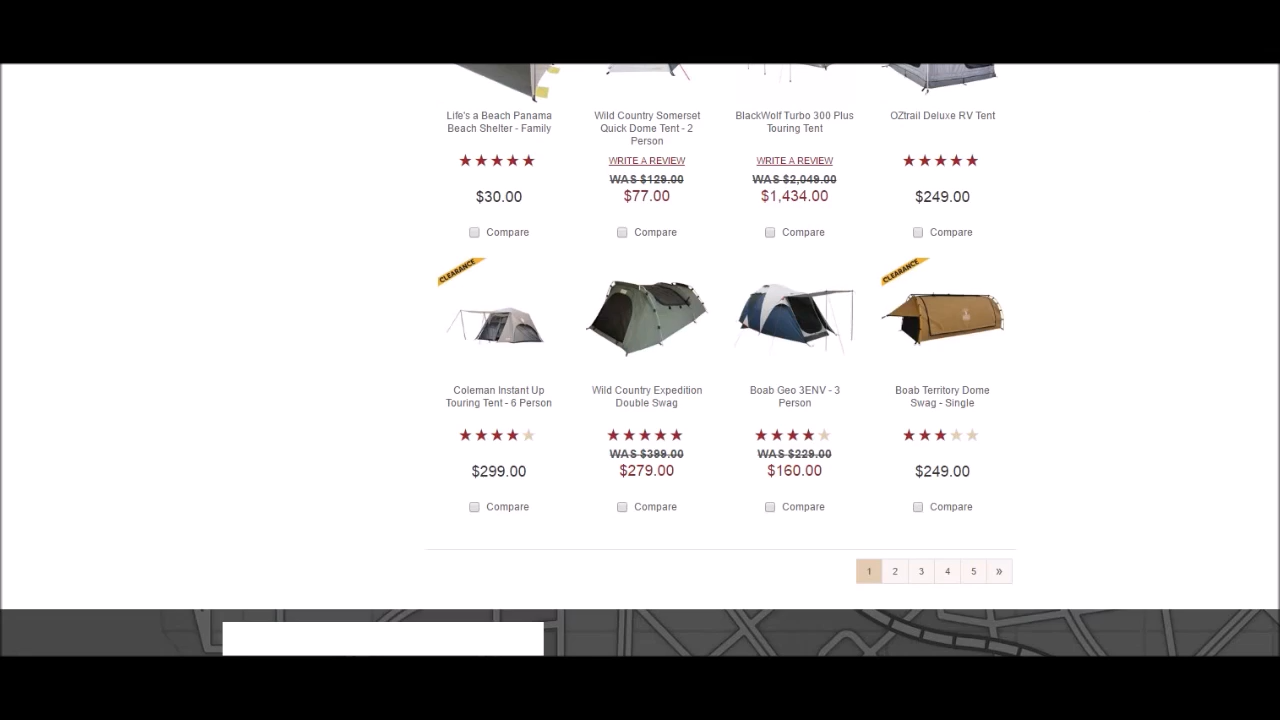 Life's a Beach Panama
Beach Shelter - Family
Wild Country Somerset
Quick Dome Tent - 2
Person
BlackWolf Turbo 300 Plus
Touring Tent
OZtrail Deluxe RV Tent
★★★★★
WRITE A REVIEW
WRITE A REVIEW
★★★★★
WAS $129.00
WAS $2,049.00
$30.00
$77.00
$1,434.00
$249.00
Compare
Compare
Compare
Compare
CLEARANCE
CLEARANCE
Coleman Instant Up
Touring Tent - 6 Person
Wild Country Expedition
Double Swag
Boab Geo 3ENV - 3
Person
Boab Territory Dome
Swag - Single
WAS $399.00
WAS $229.00
$299.00
$279.00
$160.00
$249.00
Compare
Compare
Compare
Compare
1 2 3 4 5 »